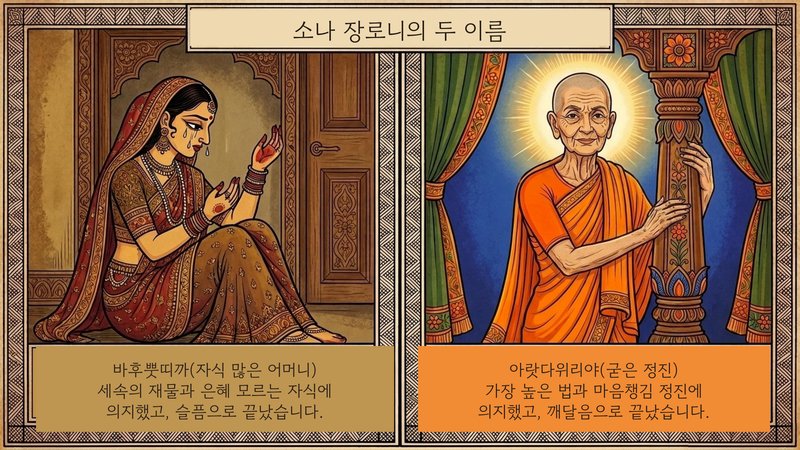 소나 장로니의 두 이름
바후뿟띠까(자식 많은 어머니)
세속의 재물과 은혜 모르는 자식에
의지했고, 슬픔으로 끝났습니다.
아랏다위리야(굳은 정진)
가장 높은 법과 마음챙김 정진에
의지했고, 깨달음으로 끝났습니다.